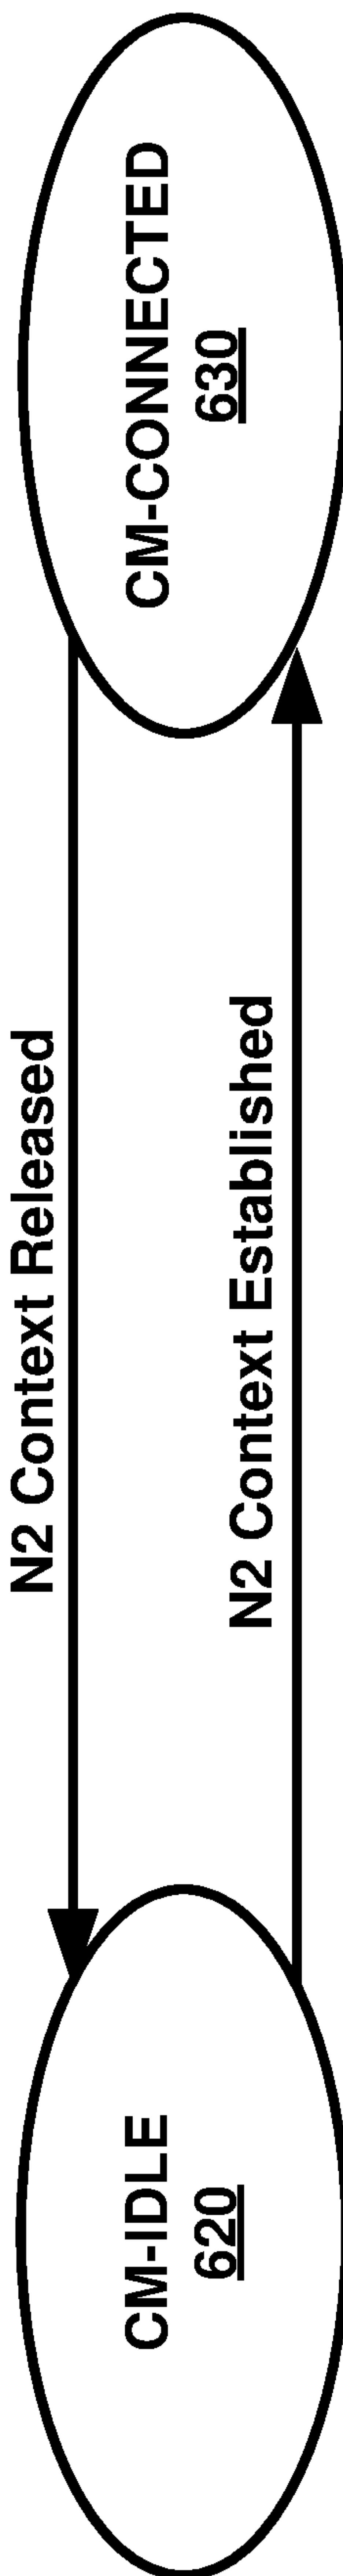 N2 Context Released
CM-IDLE
620
CM-CONNECTED
630
N2 Context Established